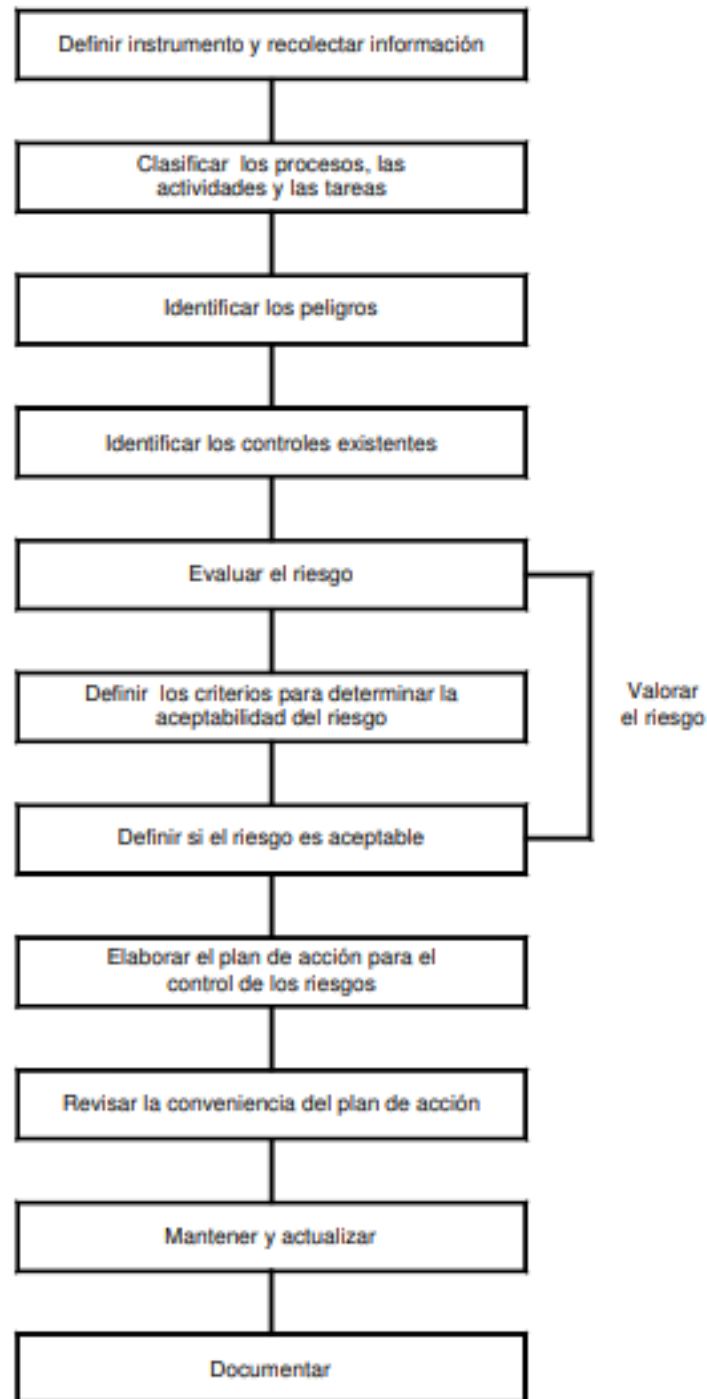 Definir instrumento y recolectar información
Clasificar los procesos, las
actividades y las tareas
Identificar los peligros
Identificar los controles existentes
Evaluar el riesgo
Definir los criterios para determinar la
aceptabilidad del riesgo
Valorar
el riesgo
Definir si el riesgo es aceptable
Elaborar el plan de acción para el
control de los riesgos
Revisar la conveniencia del plan de acción
Mantener y actualizar
Documentar